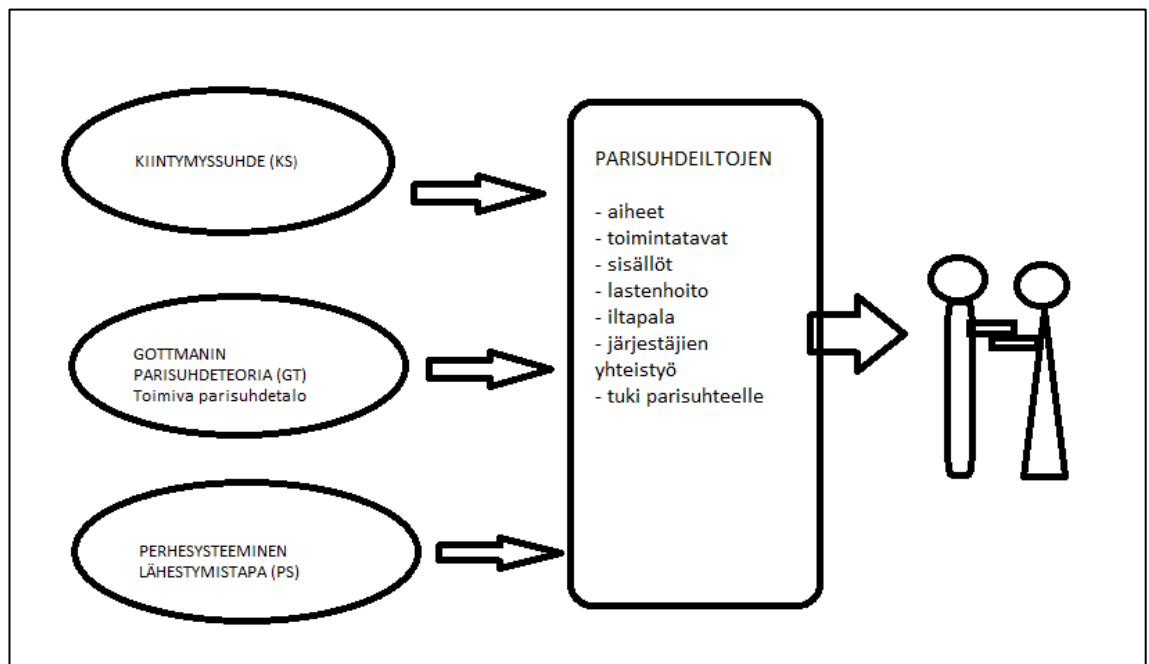 KIINTYMYSSUHDE (KS)
GOTTMANIN
PARISUHDETEORIA (GT)
Toimiva parisuhdetalo
PERHESYSTEEMINEN
LÄHESTYMISTAPA (PS)
PARISUHDEILTOJEN
- aiheet
- toimintatavat
- sisällöt
- lastenhoito
- iltapala
- järjestäjien
yhteistyö
- tuki parisuhteelle